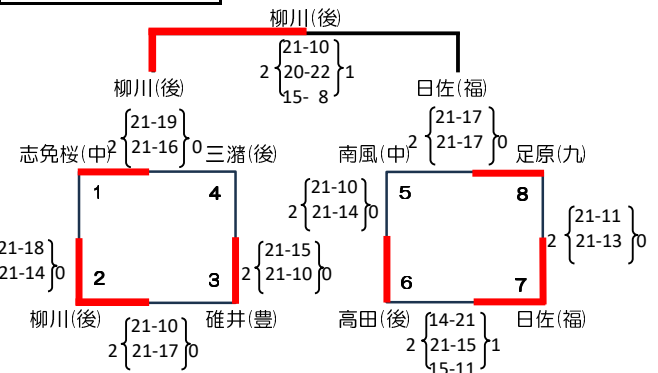 柳川(後)
21-10
2 20-22 1
15- 8
柳川(後) 日佐(福)
21-19
2 21-16 0
21-17
2 21-17 0
志免桜(中) 三潴(後) 南風(中) 足原(九)
1 4 5 8
21-10
2 21-14 0
21-11
2 21-13 0
21-18
21-14 0
21-15
2 21-10 0
2 3 6 7
柳川(後) 碓井(豊) 高田(後) 日佐(福)
21-10
2 21-17 0
14-21
2 21-15 1
15-11